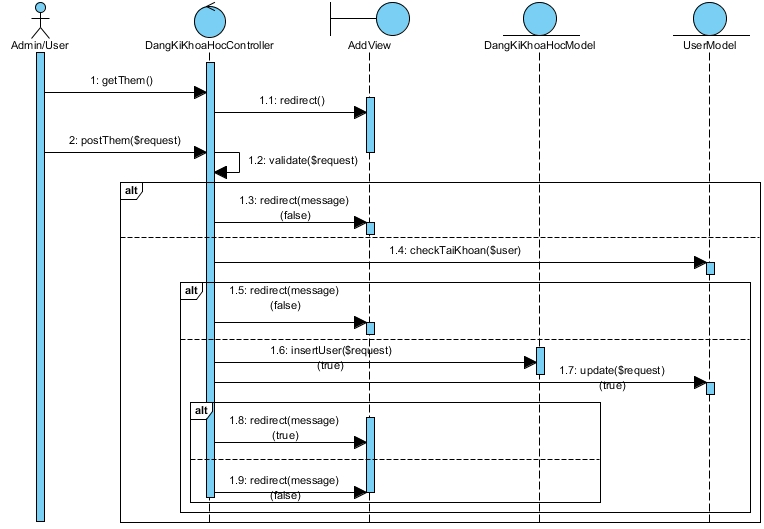 Admin/User
DangKiKhoaHocController
AddView
DangKiKhoaHocModel
UserModel
1: getThem()
1.1: redirect()
2: postThem($request)
1.2: validate($request)
alt
1.3: redirect(message)
(false)
1.4: checkTaiKhoan($user)
alt
1.5: redirect(message)
(false)
1.6: insertUser($request)
(true)
1.7: update($request)
(true)
alt
1.8: redirect(message)
(true)
1.9: redirect(message)
(false)